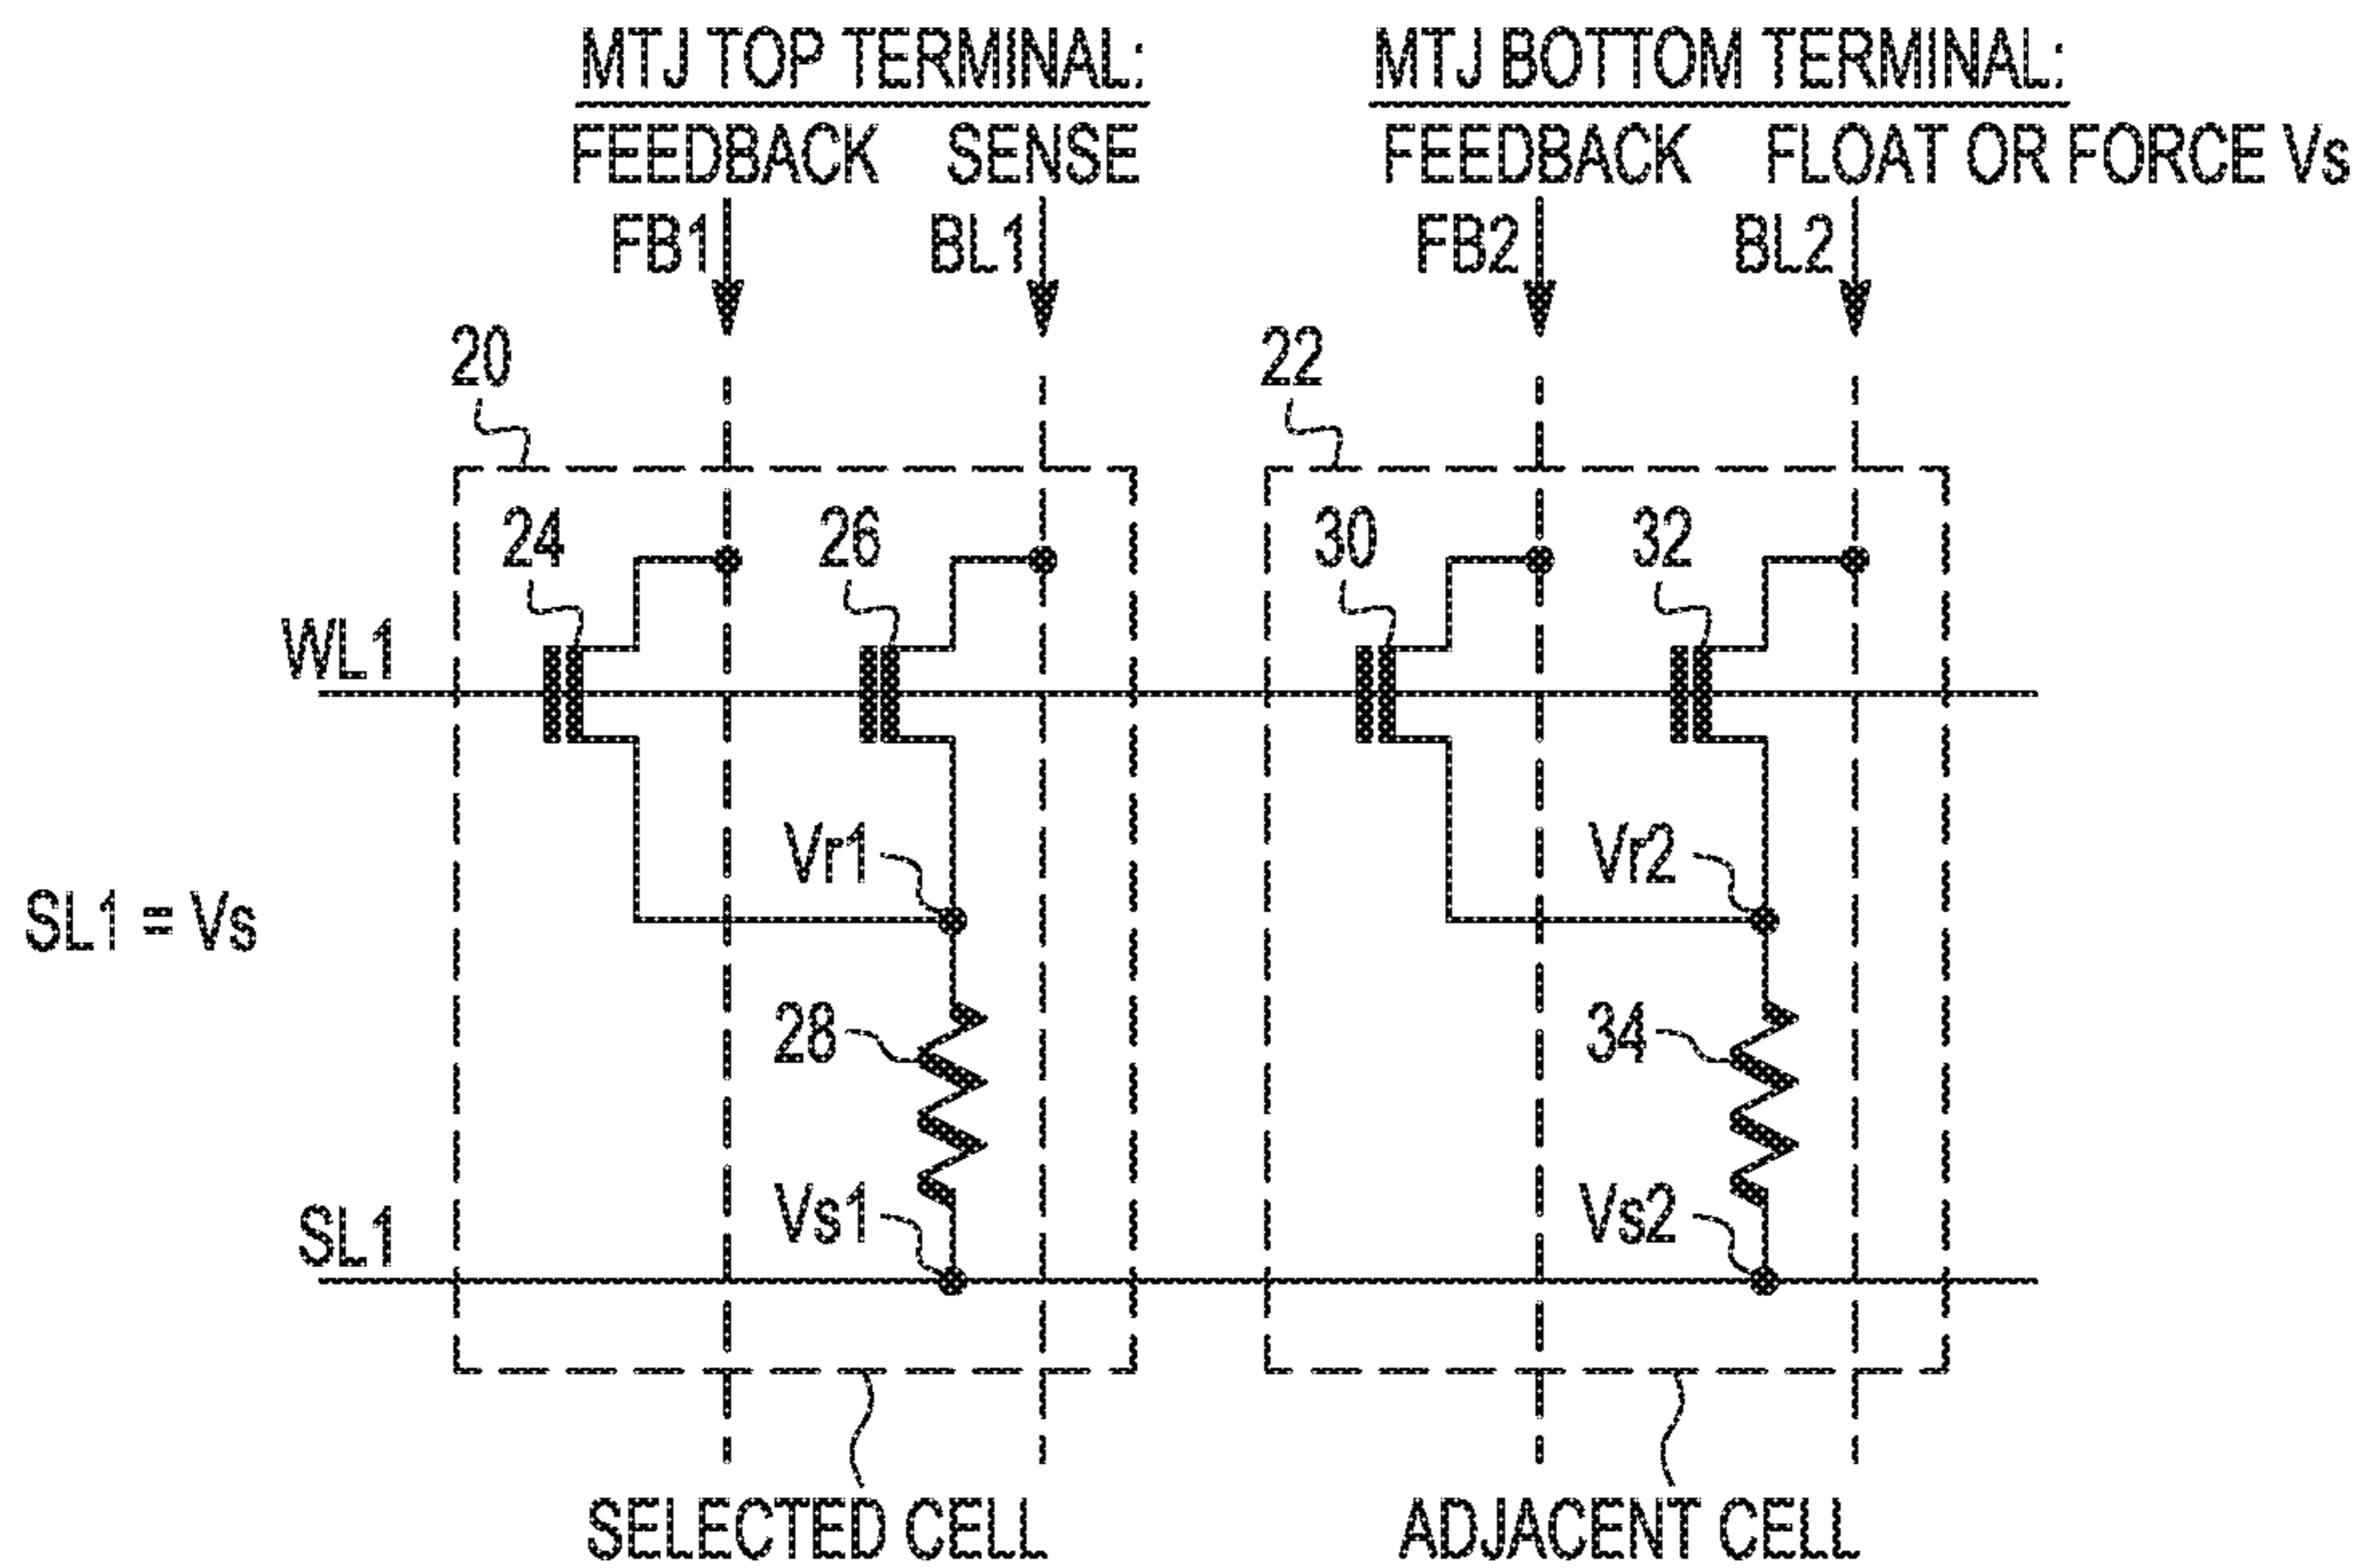 MTJ TOP TERMINAL: MTJ BOTTOM TERMINAL:
FEEDBACK SENSE FEEDBACK FLOAT OR FORCE Vs
FB1 BL1 FB2 BL2
20 22
24 26 30 32
WL1
Vr1 Vr2
SL1 = Vs
28 34
Vs1 Vs2
SL1
SELECTED CELL ADJACENT CELL